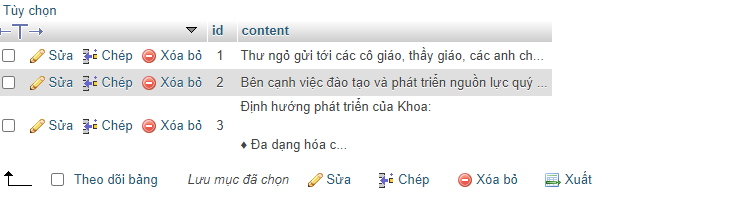 Tùy chọn
id content
Sửa Chép Xóa bỏ 1 Thư ngỏ gửi tới các cô giáo, thầy giáo, các anh ch...
Sửa Chép Xóa bỏ 2 Bên cạnh việc đào tạo và phát triển nguồn lực quý ...
Định hướng phát triển của Khoa:
Sửa Chép Xóa bỏ 3
♦ Đa dạng hóa c...
Theo dõi bảng Lưu mục đã chọn Sửa Chép Xóa bỏ Xuất